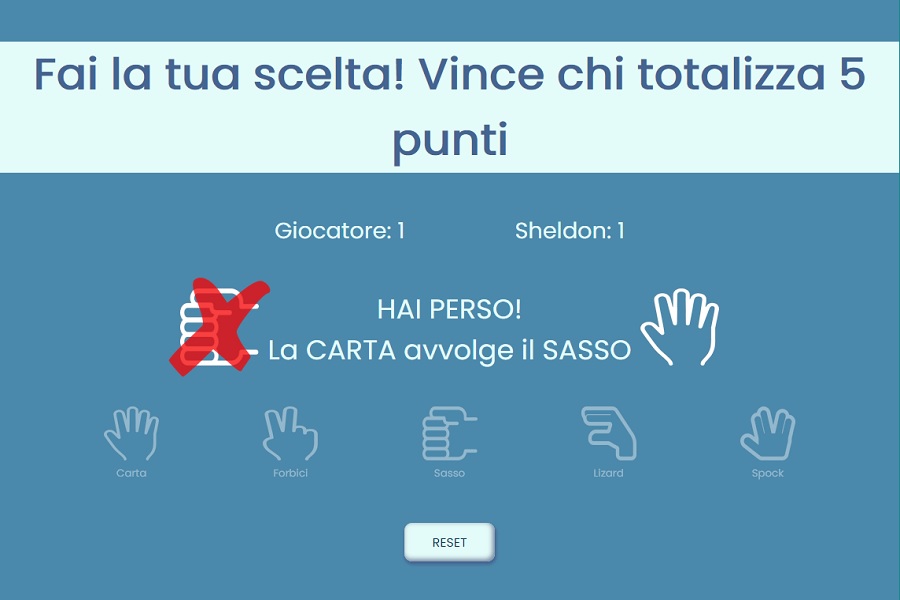 Fai la tua scelta! Vince chi totalizza 5
punti
Giocatore: 1 Sheldon: 1
HAI PERSO!
La CARTA avvolge il SASSO
Carta Forbici Sasso Lizard Spock
RESET